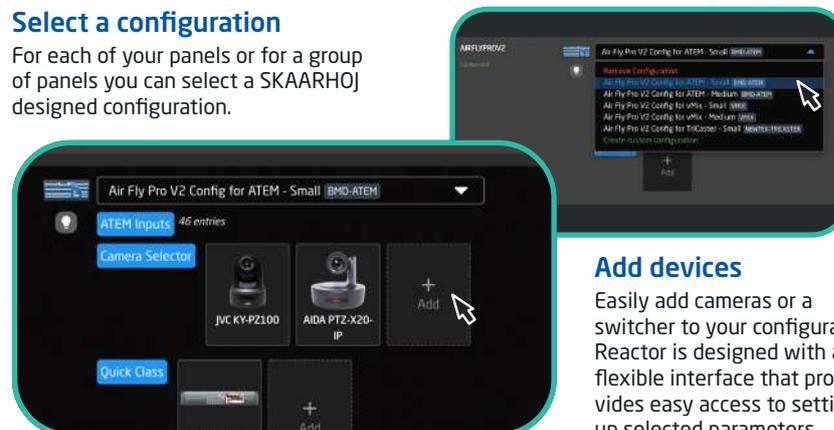 Select a configuration
For each of your panels or for a group
of panels you can select a SKAARHOJ
designed configuration.
AIRFLYPROV2
Connected
Air Fly Pro V2 Config for ATEM - Small BMD-ATEM
Remove Configuration
Air Fly Pro V2 Config for ATEM - Small BMD-ATEM
Air Fly Pro V2 Config for ATEM - Medium BMD-ATEM
Air Fly Pro V2 Config for vMix - Small VMIX
Air Fly Pro V2 Config for vMix - Medium VMIX
Air Fly Pro V2 Config for TriCaster - Small NEWTEK-TRICASTER
Create custom configuration
+
Add
Air Fly Pro V2 Config for ATEM - Small BMD-ATEM
ATEM Inputs 46 entries
Camera Selector
JVC KY-PZ100
AIDA PTZ-X20-
IP
+
Add
Quick Class
+
Add
Add devices
Easily add cameras or a
switcher to your configura
Reactor is designed with a
flexible interface that pro
vides easy access to setti
up selected parameters